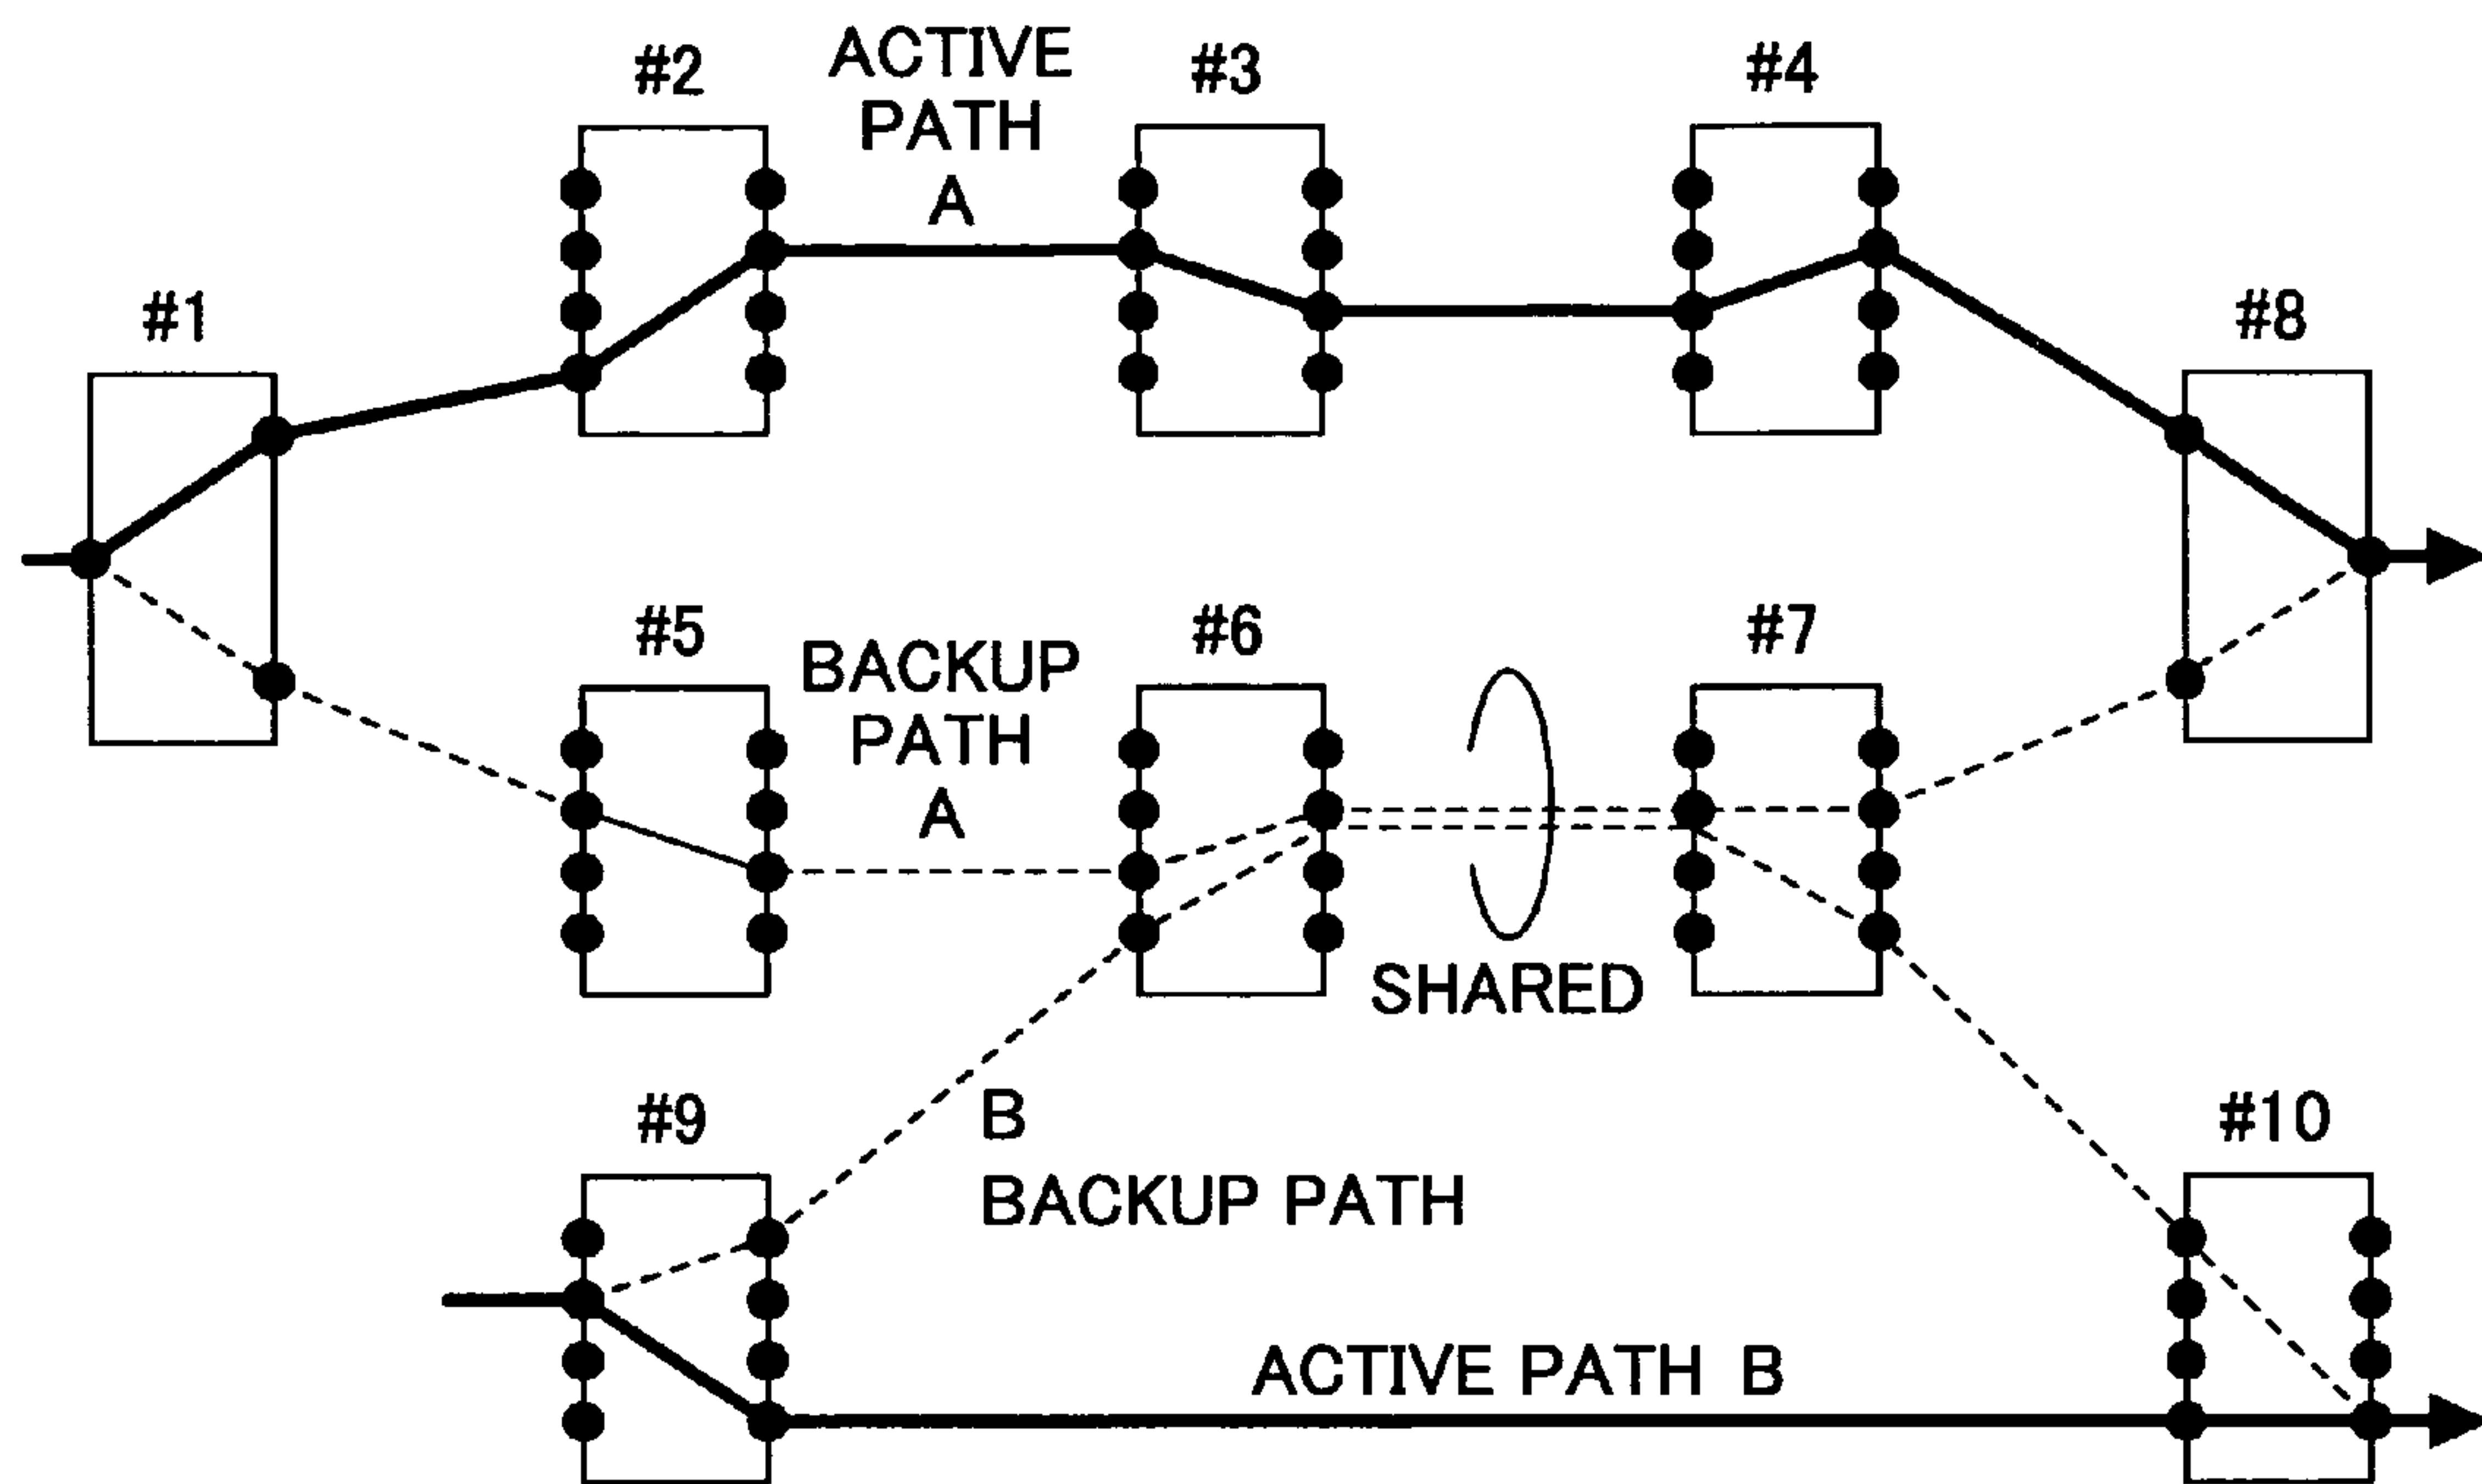 #2
ACTIVE
PATH
A
#3
#4
#1
#8
#5
BACKUP
PATH
A
#6
#7
SHARED
#9
B
BACKUP PATH
#10
ACTIVE PATH B